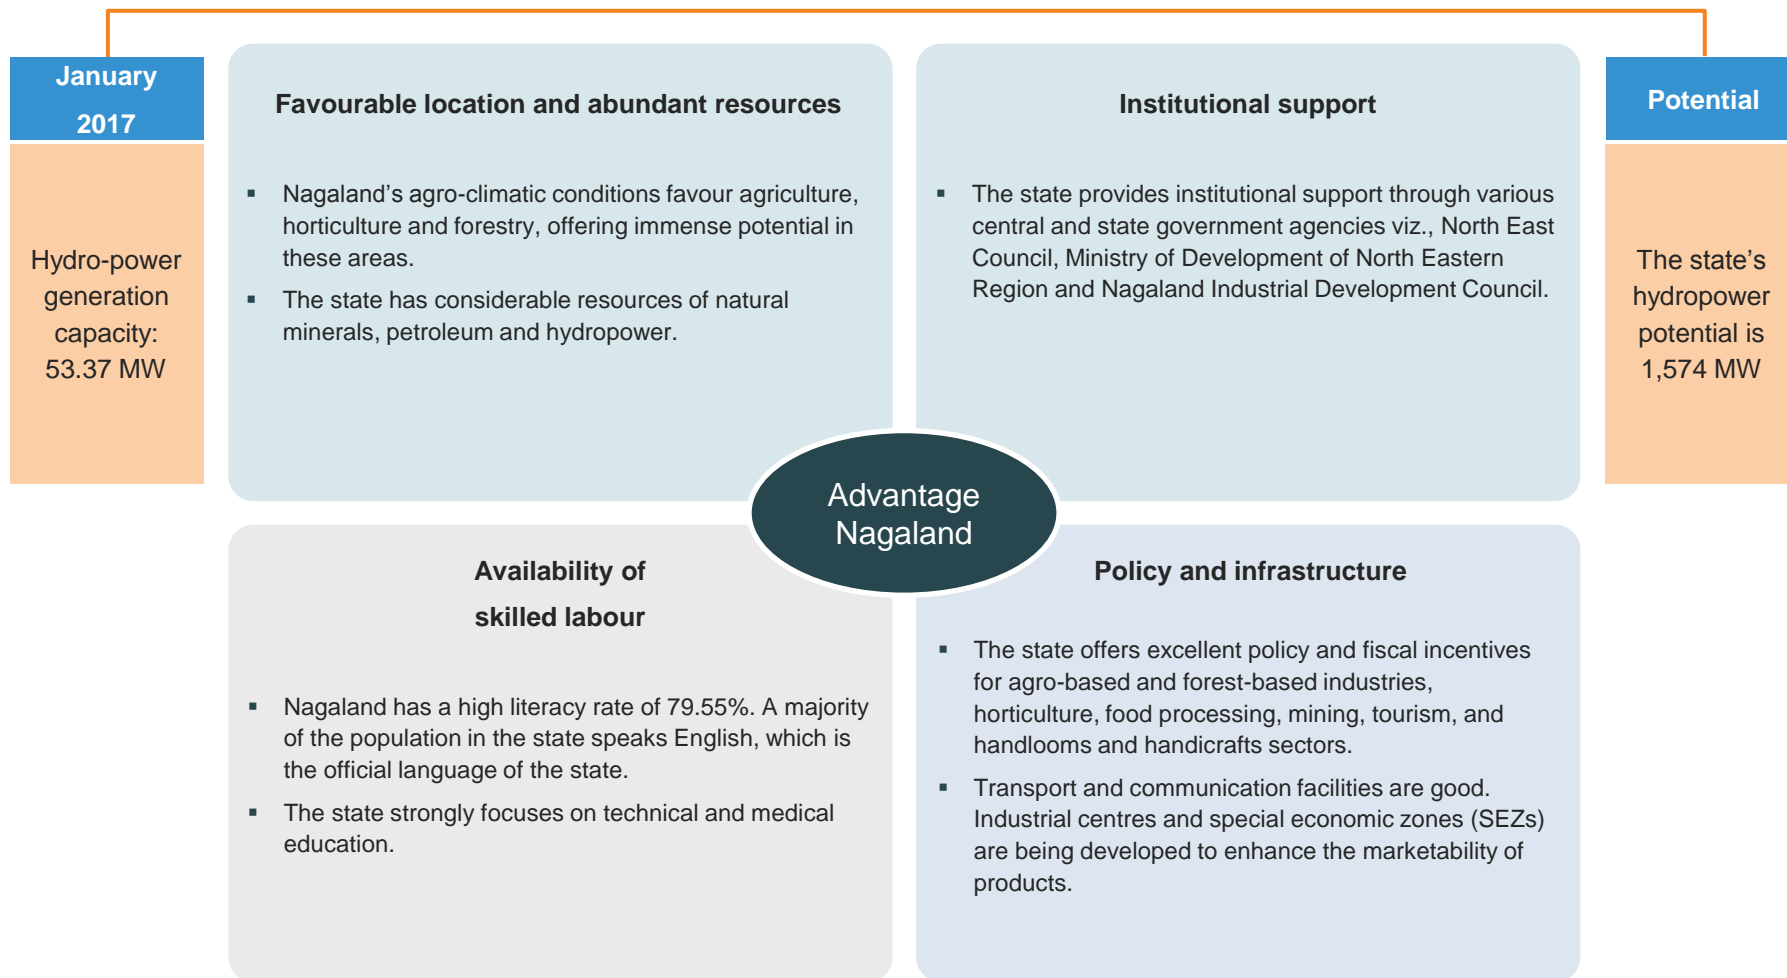 January
2017
Hydro-power
generation
capacity:
53.37 MW
Favourable location and abundant resources
▪ Nagaland’s agro-climatic conditions favour agriculture,
horticulture and forestry, offering immense potential in
these areas.
▪ The state has considerable resources of natural
minerals, petroleum and hydropower.
Institutional support
▪ The state provides institutional support through various
central and state government agencies viz., North East
Council, Ministry of Development of North Eastern
Region and Nagaland Industrial Development Council.
Potential
The state’s
hydropower
potential is
1,574 MW
Advantage
Nagaland
Availability of
skilled labour
▪ Nagaland has a high literacy rate of 79.55%. A majority
of the population in the state speaks English, which is
the official language of the state.
▪ The state strongly focuses on technical and medical
education.
Policy and infrastructure
▪ The state offers excellent policy and fiscal incentives
for agro-based and forest-based industries,
horticulture, food processing, mining, tourism, and
handlooms and handicrafts sectors.
▪ Transport and communication facilities are good.
Industrial centres and special economic zones (SEZs)
are being developed to enhance the marketability of
products.